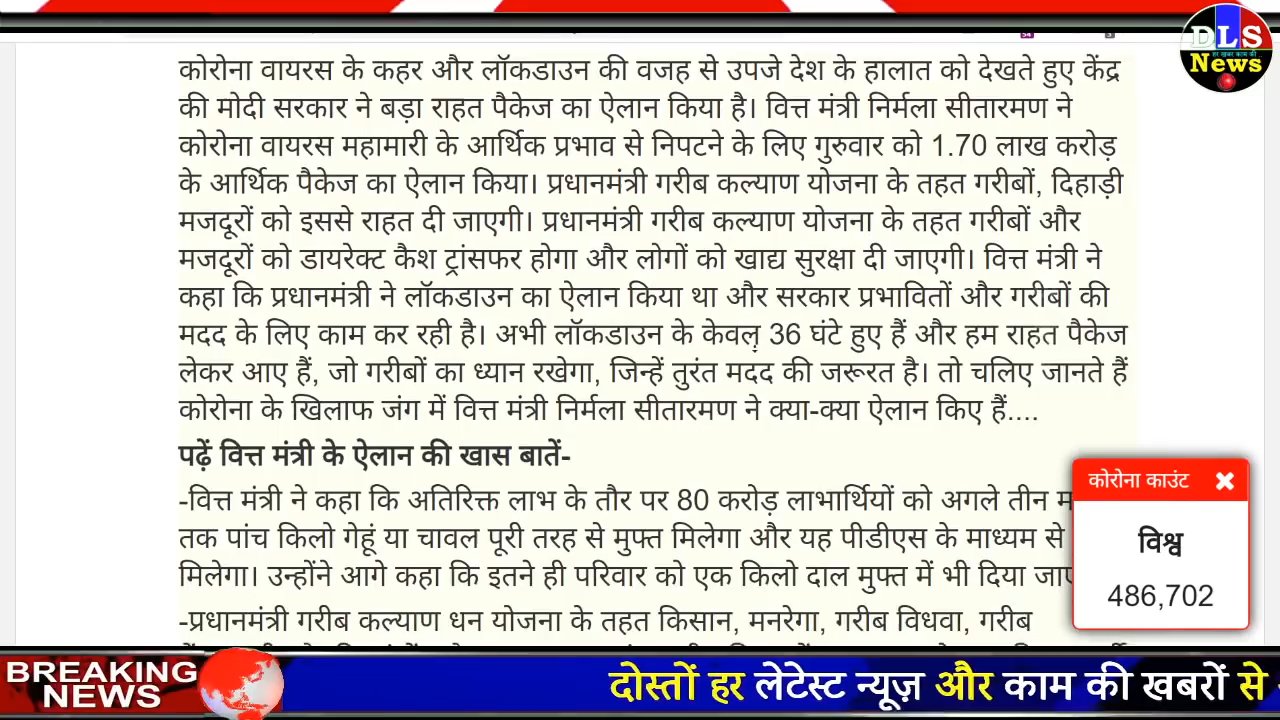 DLS
हर खबर काम की
News
कोरोना वायरस के कहर और लॉकडाउन की वजह से उपजे देश के हालात को देखते हुए केंद्र
की मोदी सरकार ने बड़ा राहत पैकेज का ऐलान किया है। वित्त मंत्री निर्मला सीतारमण ने
कोरोना वायरस महामारी के आर्थिक प्रभाव से निपटने के लिए गुरुवार को 1.70 लाख करोड़
के आर्थिक पैकेज का ऐलान किया। प्रधानमंत्री गरीब कल्याण योजना के तहत गरीबों, दिहाड़ी
मजदूरों को इससे राहत दी जाएगी। प्रधानमंत्री गरीब कल्याण योजना के तहत गरीबों और
मजदूरों को डायरेक्ट कैश ट्रांसफर होगा और लोगों को खाद्य सुरक्षा दी जाएगी। वित्त मंत्री ने
कहा कि प्रधानमंत्री ने लॉकडाउन का ऐलान किया था और सरकार प्रभावितों और गरीबों की
मदद के लिए काम कर रही है। अभी लॉकडाउन के केवल 36 घंटे हुए हैं और हम राहत पैकेज
लेकर आए हैं, जो गरीबों का ध्यान रखेगा, जिन्हें तुरंत मदद की जरूरत है। तो चलिए जानते हैं
कोरोना के खिलाफ जंग में वित्त मंत्री निर्मला सीतारमण ने क्या-क्या ऐलान किए हैं....
पढ़ें वित्त मंत्री के ऐलान की खास बातें-
-वित्त मंत्री ने कहा कि अतिरिक्त लाभ के तौर पर 80 करोड़ लाभार्थियों को अगले तीन
तक पांच किलो गेहूं या चावल पूरी तरह से मुफ्त मिलेगा और यह पीडीएस के माध्यम से
मिलेगा। उन्होंने आगे कहा कि इतने ही परिवार को एक किलो दाल मुफ्त में भी दिया
-प्रधानमंत्री गरीब कल्याण धन योजना के तहत किसान, मनरेगा, गरीब विधवा, गरीब
कोरोना काउंट
विश्व
486,702
BREAKING
NEWS
दोस्तों हर लेटेस्ट न्यूज़ और काम की खबरों से